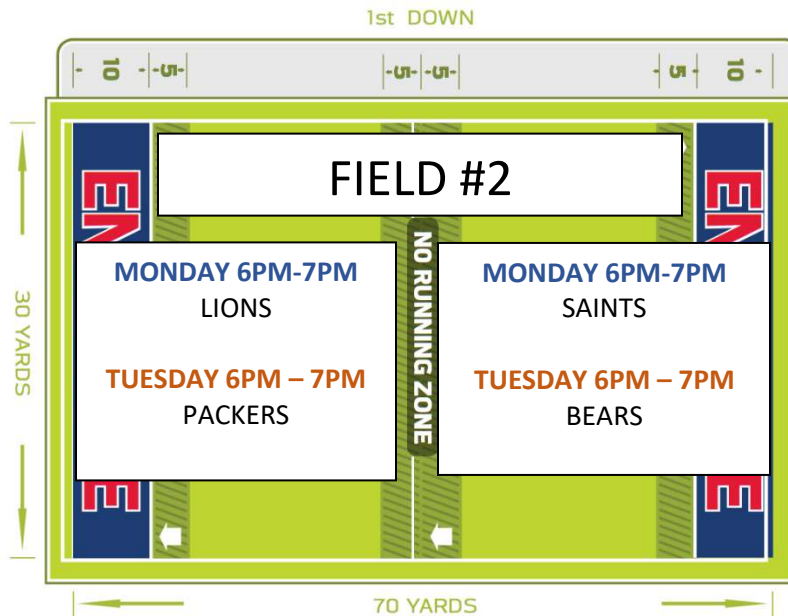 1st DOWN
10 5 5 5 5 10
FIELD #2
MONDAY 6PM-7PM
LIONS
TUESDAY 6PM – 7PM
PACKERS
NO RUNNING ZONE
MONDAY 6PM-7PM
SAINTS
TUESDAY 6PM – 7PM
BEARS
30 YARDS
70 YARDS